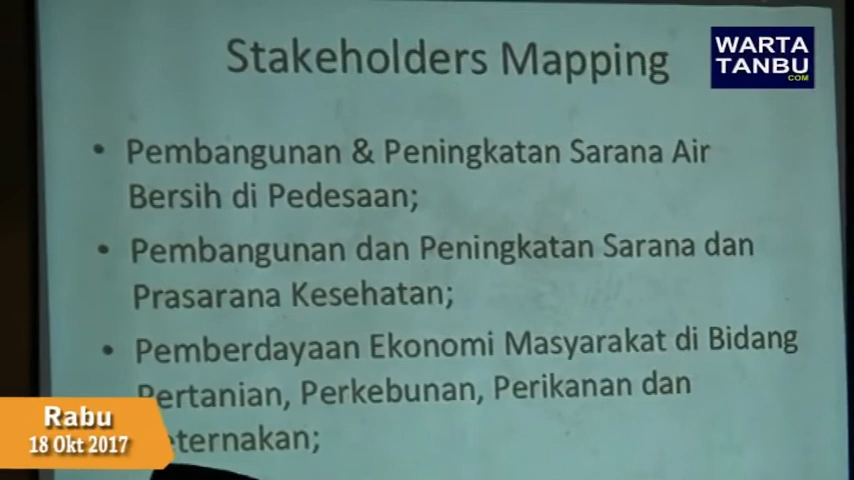 Stakeholders Mapping
WARTA
TANBU
.COM
• Pembangunan & Peningkatan Sarana Air
Bersih di Pedesaan;
• Pembangunan dan Peningkatan Sarana dan
Prasarana Kesehatan;
• Pemberdayaan Ekonomi Masyarakat di Bidang
Pertanian, Perkebunan, Perikanan dan
eternakan;
Rabu
18 Okt 2017